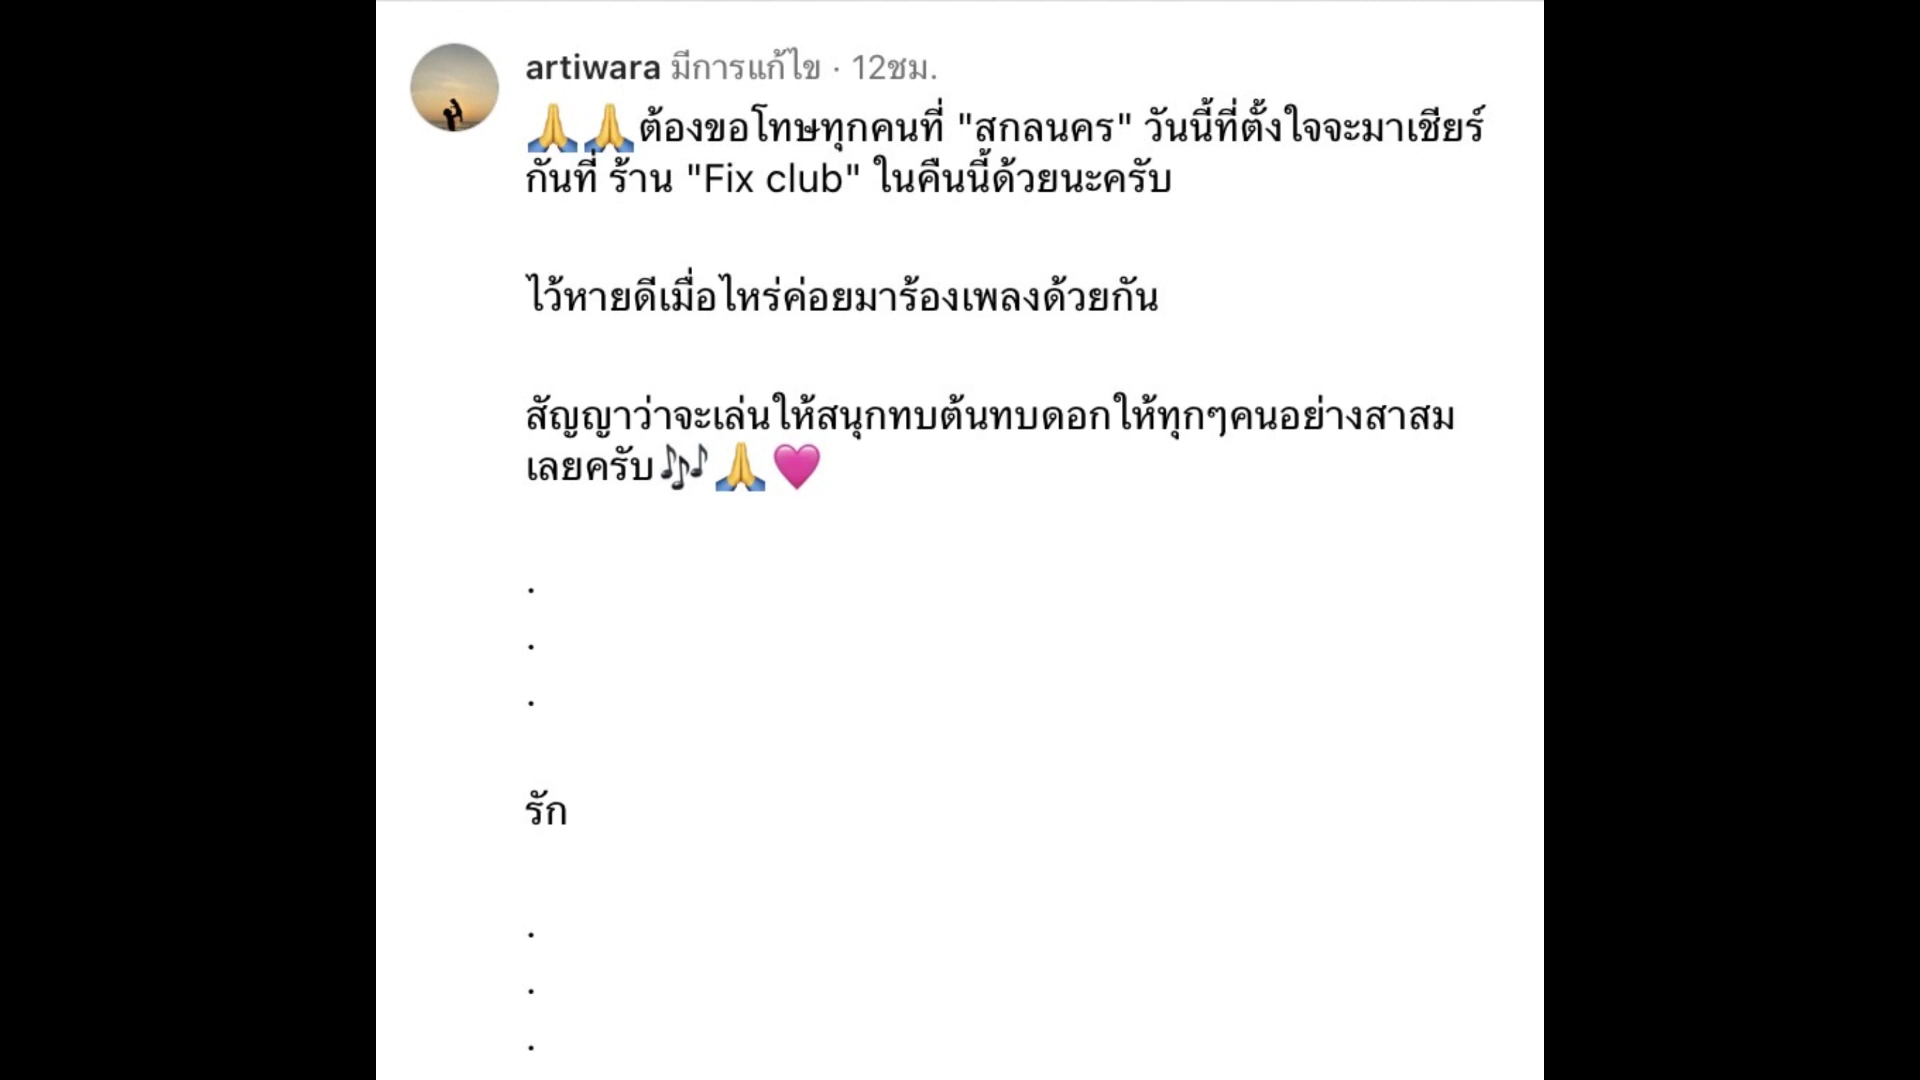 artiwara มีการแก้ไข · 12ชม.
🙏🙏ต้องขอโทษทุกคนที่ "สกลนคร" วันนี้ที่ตั้งใจจะมาเชียร์
กันที่ ร้าน "Fix club" ในคืนนี้ด้วยนะครับ
ไว้หายดีเมื่อไหร่ค่อยมาร้องเพลงด้วยกัน
สัญญาว่าจะเล่นให้สนุกทบต้นทบดอกให้ทุกๆคนอย่างสาสม
เลยครับ🎶🙏🩷
.
.
.
รัก
.
.
.